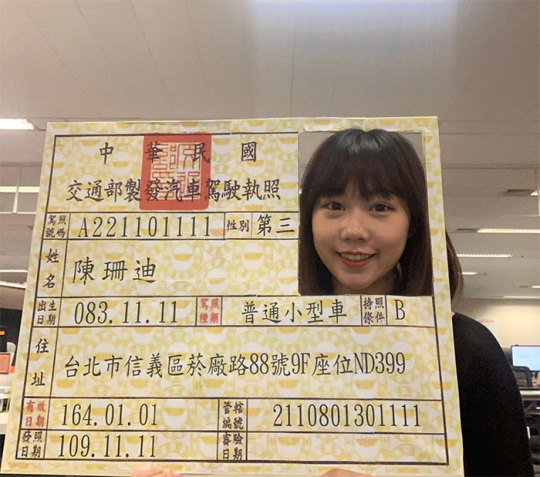 中華民國
交通部製發汽車駕駛執照
駕照號碼 A221101111 性別 第三
姓名 陳珊迪
出生日期 083.11.11 駕照種類 普通小型車 持照條件 B
住址 台北市信義區菸廠路88號9F座位ND399
有效日期 164.01.01 管轄編號 2110801301111
發照日期 109.11.11 審驗日期